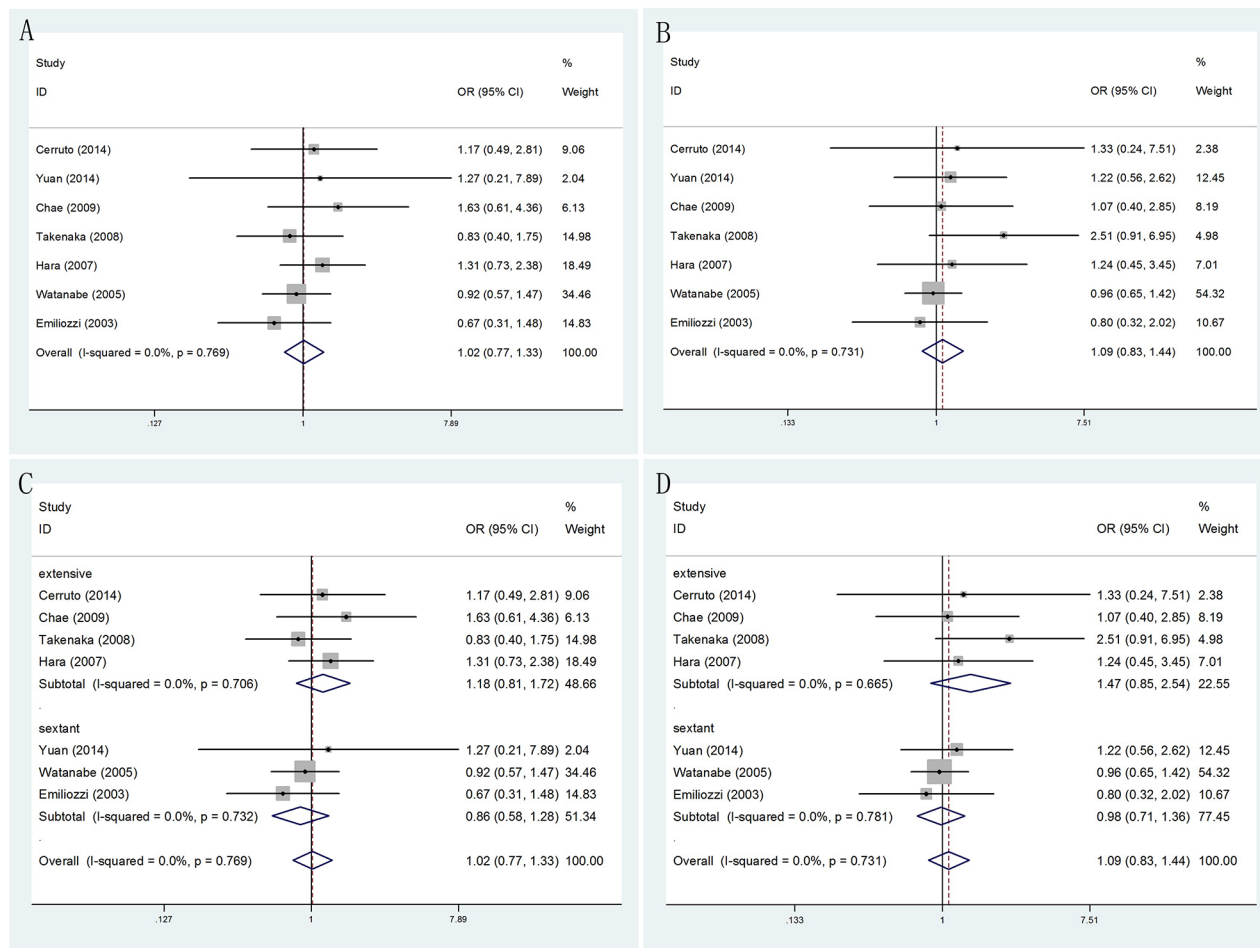 A
Study %
ID OR (95% CI) Weight
Cerruto (2014) 1.17 (0.49, 2.81) 9.06
Yuan (2014) 1.27 (0.21, 7.89) 2.04
Chae (2009) 1.63 (0.61, 4.36) 6.13
Takenaka (2008) 0.83 (0.40, 1.75) 14.98
Hara (2007) 1.31 (0.73, 2.38) 18.49
Watanabe (2005) 0.92 (0.57, 1.47) 34.46
Emiliozzi (2003) 0.67 (0.31, 1.48) 14.83
Overall (I-squared = 0.0%, p = 0.769) 1.02 (0.77, 1.33) 100.00
.127 1 7.89
B
Study %
ID OR (95% CI) Weight
Cerruto (2014) 1.33 (0.24, 7.51) 2.38
Yuan (2014) 1.22 (0.56, 2.62) 12.45
Chae (2009) 1.07 (0.40, 2.85) 8.19
Takenaka (2008) 2.51 (0.91, 6.95) 4.98
Hara (2007) 1.24 (0.45, 3.45) 7.01
Watanabe (2005) 0.96 (0.65, 1.42) 54.32
Emiliozzi (2003) 0.80 (0.32, 2.02) 10.67
Overall (I-squared = 0.0%, p = 0.731) 1.09 (0.83, 1.44) 100.00
.133 1 7.51
C
Study %
ID OR (95% CI) Weight
extensive
Cerruto (2014) 1.17 (0.49, 2.81) 9.06
Chae (2009) 1.63 (0.61, 4.36) 6.13
Takenaka (2008) 0.83 (0.40, 1.75) 14.98
Hara (2007) 1.31 (0.73, 2.38) 18.49
Subtotal (I-squared = 0.0%, p = 0.706) 1.18 (0.81, 1.72) 48.66
.
sextant
Yuan (2014) 1.27 (0.21, 7.89) 2.04
Watanabe (2005) 0.92 (0.57, 1.47) 34.46
Emiliozzi (2003) 0.67 (0.31, 1.48) 14.83
Subtotal (I-squared = 0.0%, p = 0.732) 0.86 (0.58, 1.28) 51.34
.
Overall (I-squared = 0.0%, p = 0.769) 1.02 (0.77, 1.33) 100.00
.127 1 7.89
D
Study %
ID OR (95% CI) Weight
extensive
Cerruto (2014) 1.33 (0.24, 7.51) 2.38
Chae (2009) 1.07 (0.40, 2.85) 8.19
Takenaka (2008) 2.51 (0.91, 6.95) 4.98
Hara (2007) 1.24 (0.45, 3.45) 7.01
Subtotal (I-squared = 0.0%, p = 0.665) 1.47 (0.85, 2.54) 22.55
.
sextant
Yuan (2014) 1.22 (0.56, 2.62) 12.45
Watanabe (2005) 0.96 (0.65, 1.42) 54.32
Emiliozzi (2003) 0.80 (0.32, 2.02) 10.67
Subtotal (I-squared = 0.0%, p = 0.781) 0.98 (0.71, 1.36) 77.45
.
Overall (I-squared = 0.0%, p = 0.731) 1.09 (0.83, 1.44) 100.00
.133 1 7.51